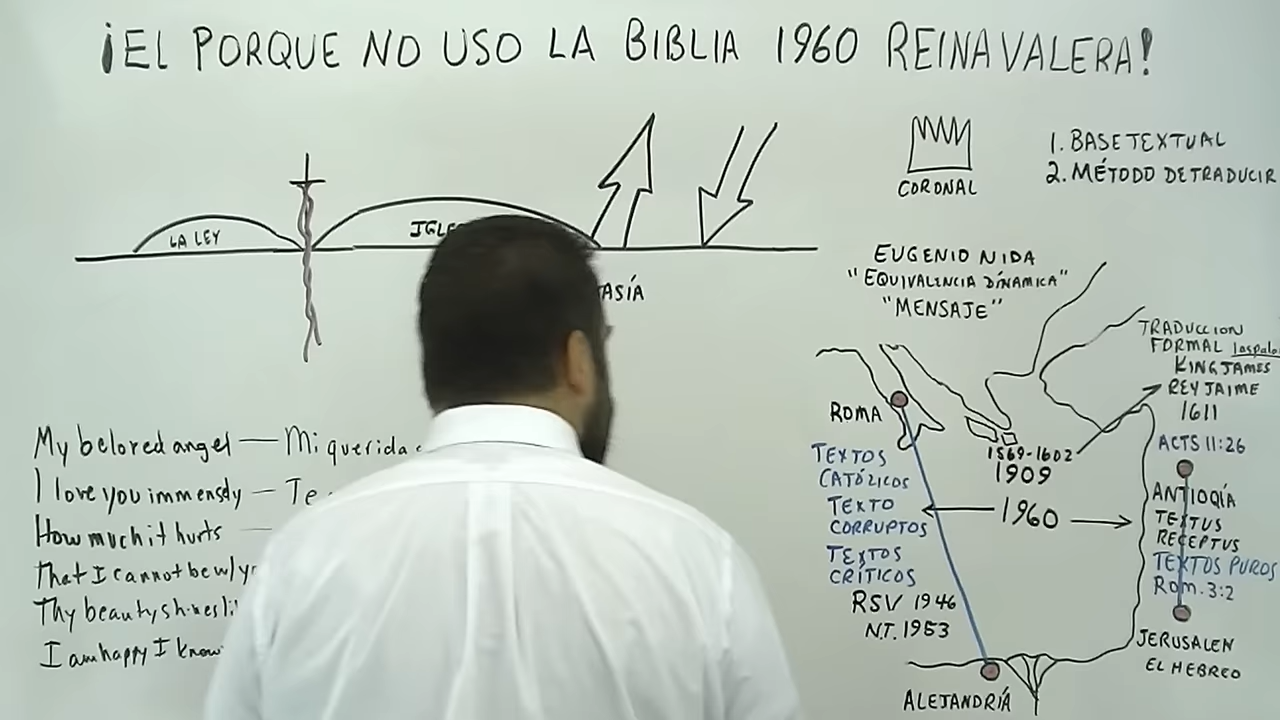 ¡EL PORQUE NO USO LA BIBLIA 1960 REINA VALERA!
LA LEY
CORONAL
1. BASE TEXTUAL
2. MÉTODO DE TRADUCIR
EUGENIO NIDA
"EQUIVALENCIA DÍNAMICA"
"MENSAJE"
TRADUCCION
FORMAL
KING JAMES
REY JAIME
1611
ROMA
1569-1602
1909
1960
TEXTOS
CATÓLICOS
TEXTO
CORRUPTOS
TEXTOS
CRÍTICOS
RSV 1946
N.T. 1953
ACTS 11:26
ANTIOQÍA
TEXTUS
RECEPTUS
TEXTOS PUROS
Rom. 3:2
JERUSALEN
EL HEBREO
ALEJANDRÍA
My beloved angel — Mi querida
I love you immensely — Te
How much it hurts —
That I cannot be w/
Thy beauty shines
I am happy I know